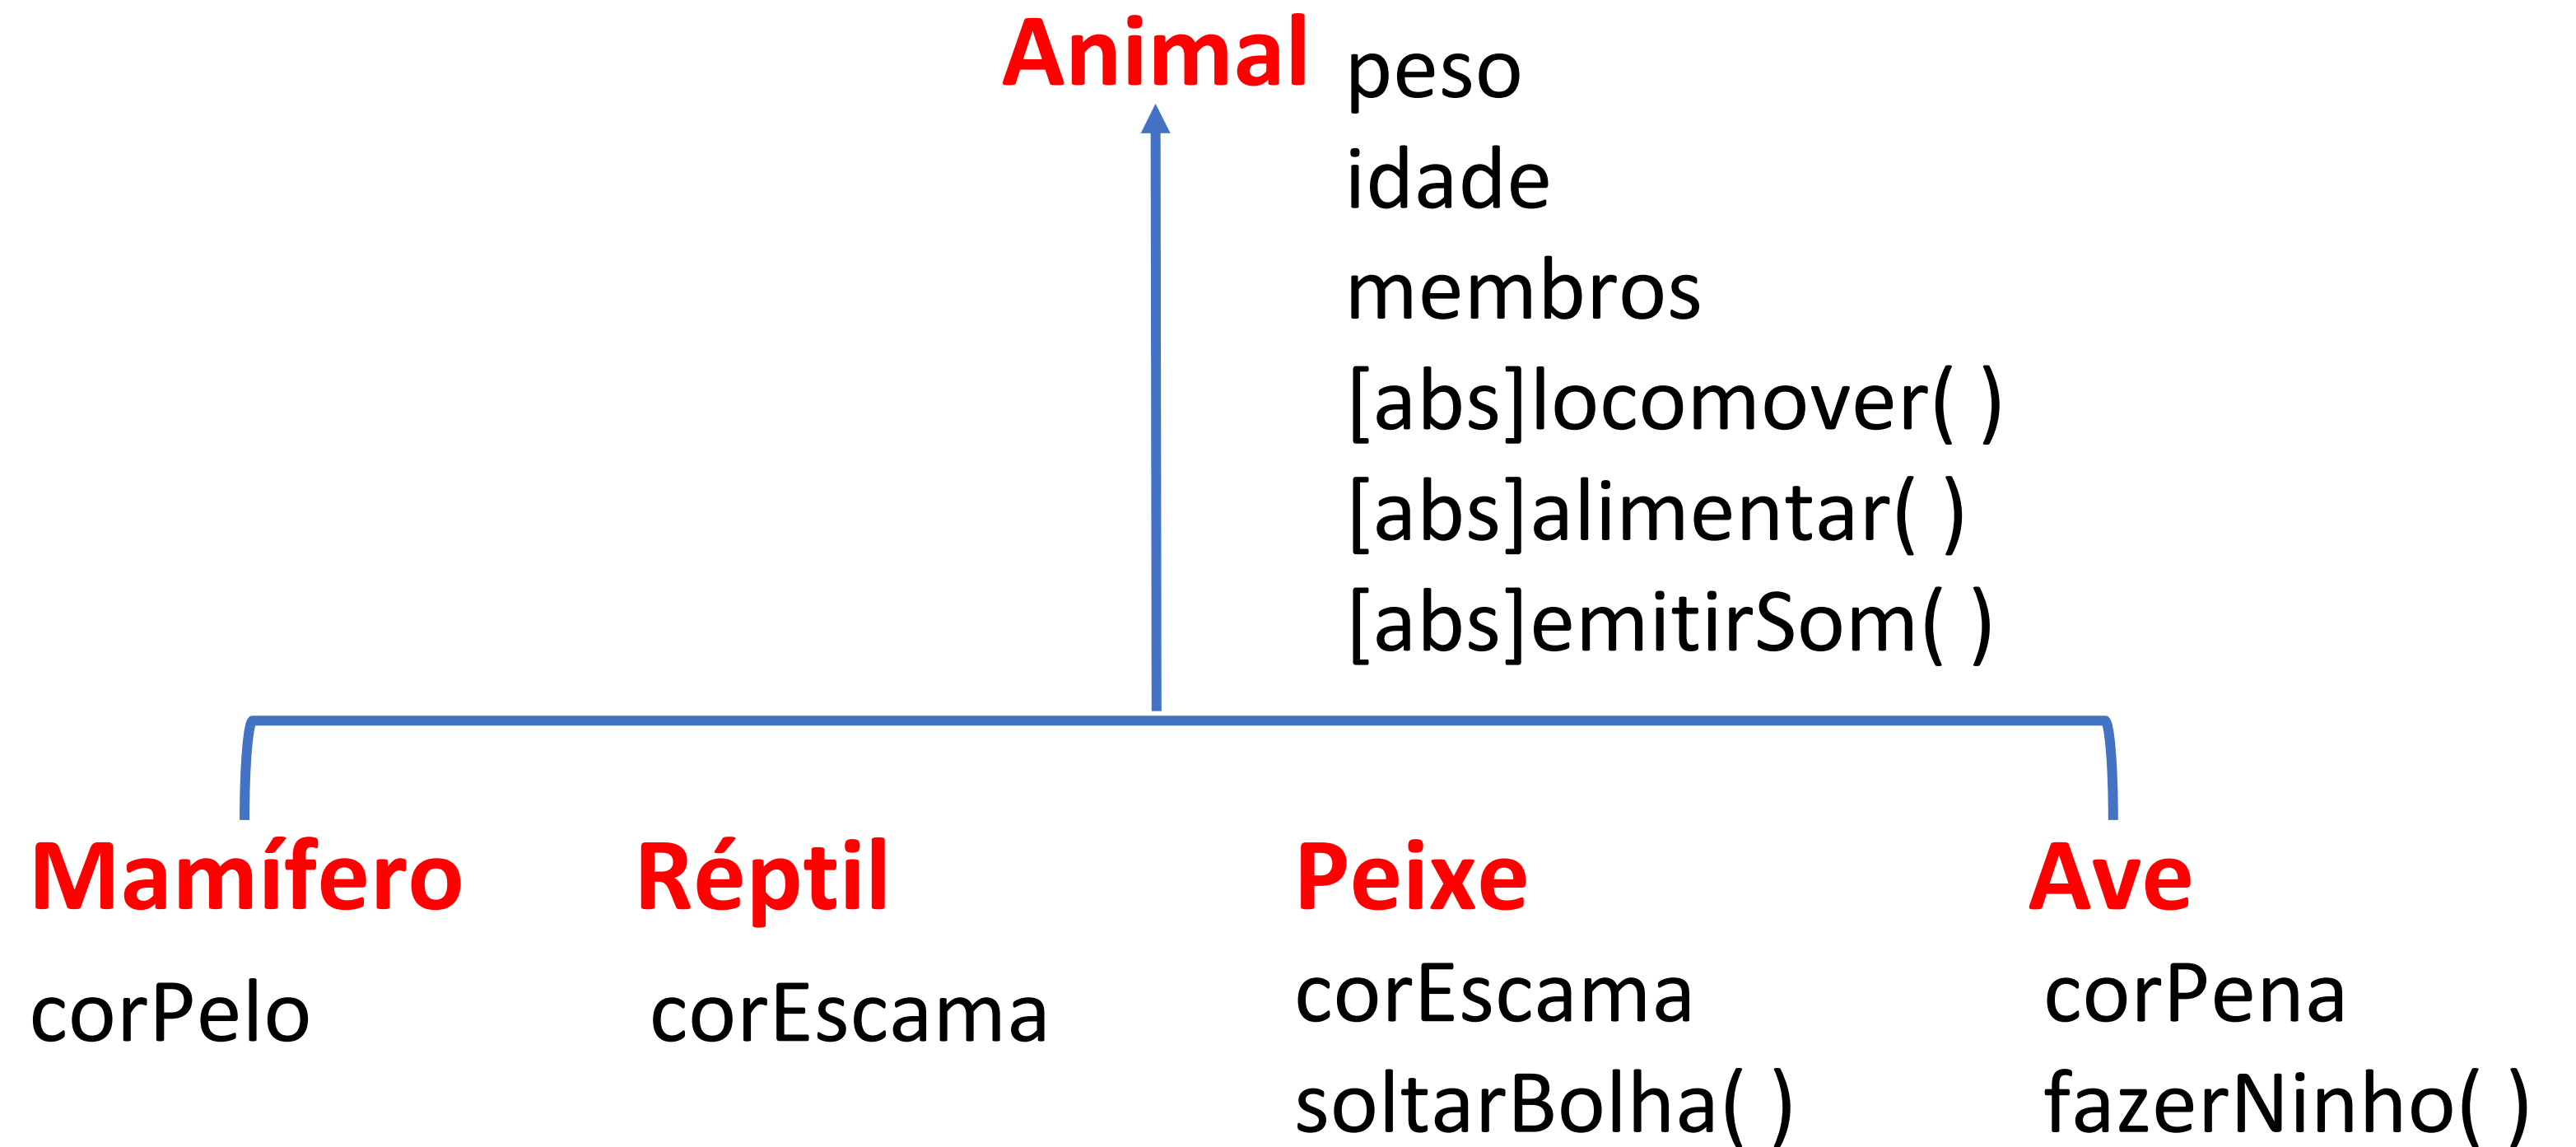 Animal
peso
idade
membros
[abs]locomover( )
[abs]alimentar( )
[abs]emitirSom( )
Mamífero
corPelo
Réptil
corEscama
Peixe
corEscama
soltarBolha( )
Ave
corPena
fazerNinho( )